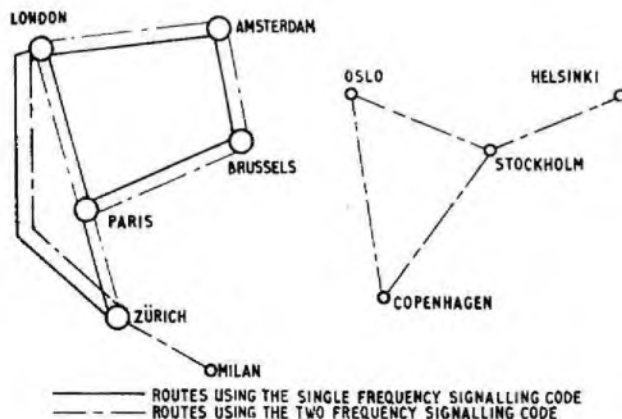 LONDON
AMSTERDAM
OSLO
HELSINKI
STOCKHOLM
BRUSSELS
PARIS
COPENHAGEN
ZÜRICH
MILAN
ROUTES USING THE SINGLE FREQUENCY SIGNALLING CODE
ROUTES USING THE TWO FREQUENCY SIGNALLING CODE